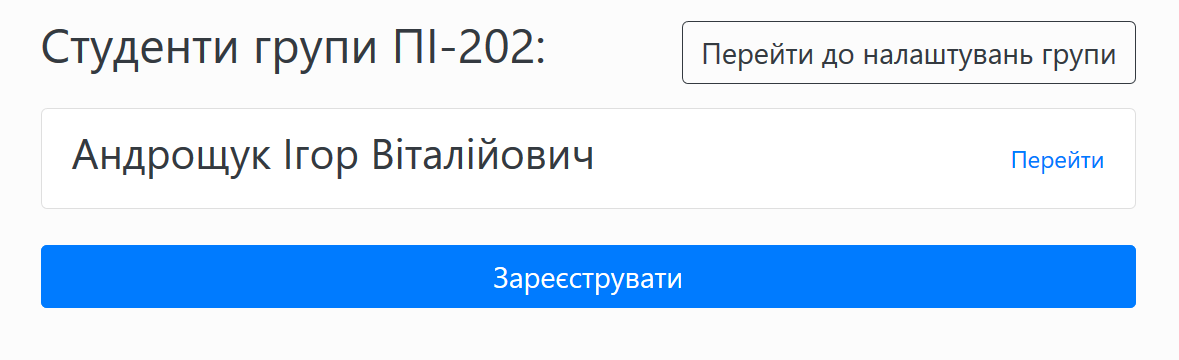 Студенти групи ПІ-202:
Перейти до налаштувань групи
Андрощук Ігор Віталійович
Перейти
Зареєструвати